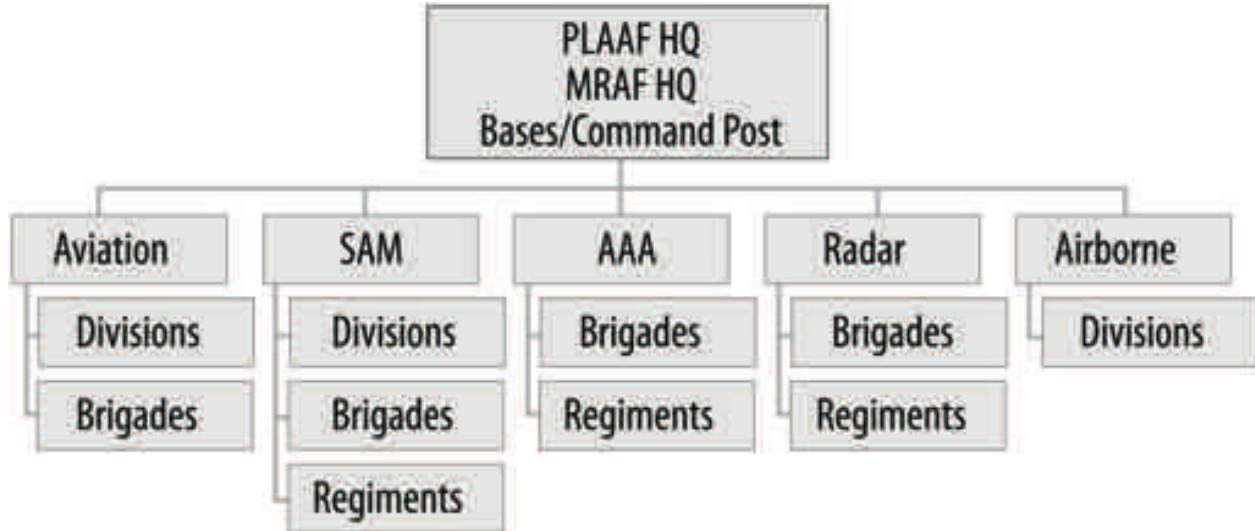 PLAAF HQ
MRAF HQ
Bases/Command Post
Aviation
Divisions
Brigades
SAM
Divisions
Brigades
Regiments
AAA
Brigades
Regiments
Radar
Brigades
Regiments
Airborne
Divisions